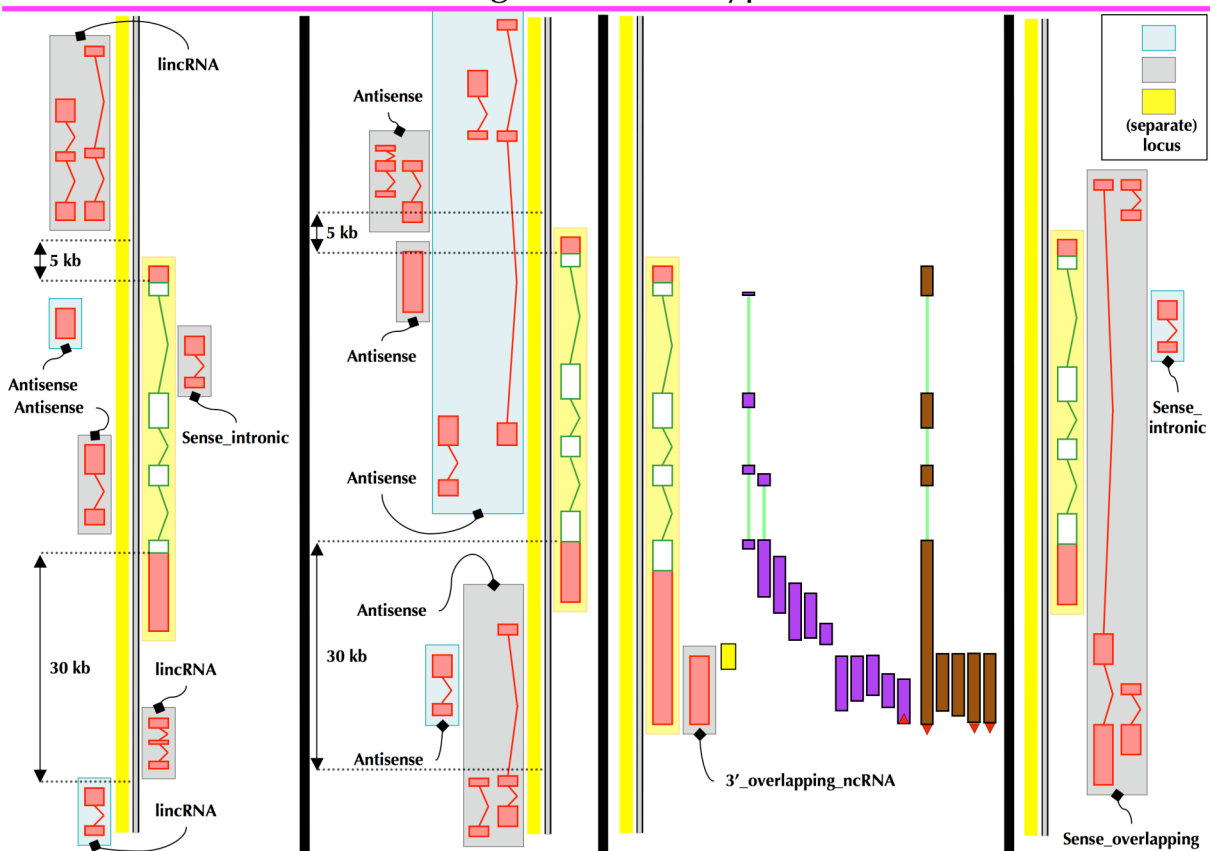 lincRNA
5 kb
Antisense
Antisense
Sense_intronic
30 kb
lincRNA
lincRNA
Antisense
5 kb
Antisense
Antisense
Antisense
30 kb
Antisense
3′_overlapping_ncRNA
(separate)
locus
Sense_
intronic
Sense_overlapping